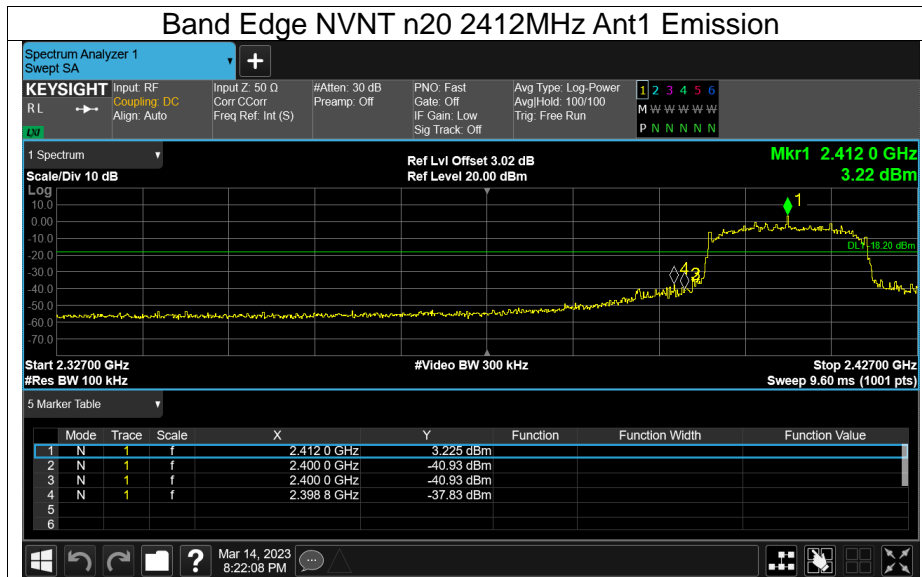 Band Edge NVNT n20 2412MHz Ant1 Emission
Spectrum Analyzer 1
Swept SA
+
KEYSIGHT Input: RF Input Z: 50 Ω #Atten: 30 dB PNO: Fast Avg Type: Log-Power 1 2 3 4 5 6
RL Coupling: DC Corr CCorr Preamp: Off Gate: Off Avg|Hold: 100/100 M W W W W W
Align: Auto Freq Ref: Int (S) IF Gain: Low Trig: Free Run
LXI Sig Track: Off P N N N N N
1 Spectrum Ref Lvl Offset 3.02 dB Mkr1 2.412 0 GHz
Scale/Div 10 dB Ref Level 20.00 dBm 3.22 dBm
Log
10.0 1
0.00
-10.0
DL1 -18.20 dBm
-20.0
-30.0 4
-40.0
-50.0
-60.0
-70.0
Start 2.32700 GHz #Video BW 300 kHz Stop 2.42700 GHz
#Res BW 100 kHz Sweep 9.60 ms (1001 pts)
5 Marker Table
Mode Trace Scale X Y Function Function Width Function Value
1 N 1 f 2.412 0 GHz 3.225 dBm
2 N 1 f 2.400 0 GHz -40.93 dBm
3 N 1 f 2.400 0 GHz -40.93 dBm
4 N 1 f 2.398 8 GHz -37.83 dBm
5
6
? Mar 14, 2023
8:22:08 PM